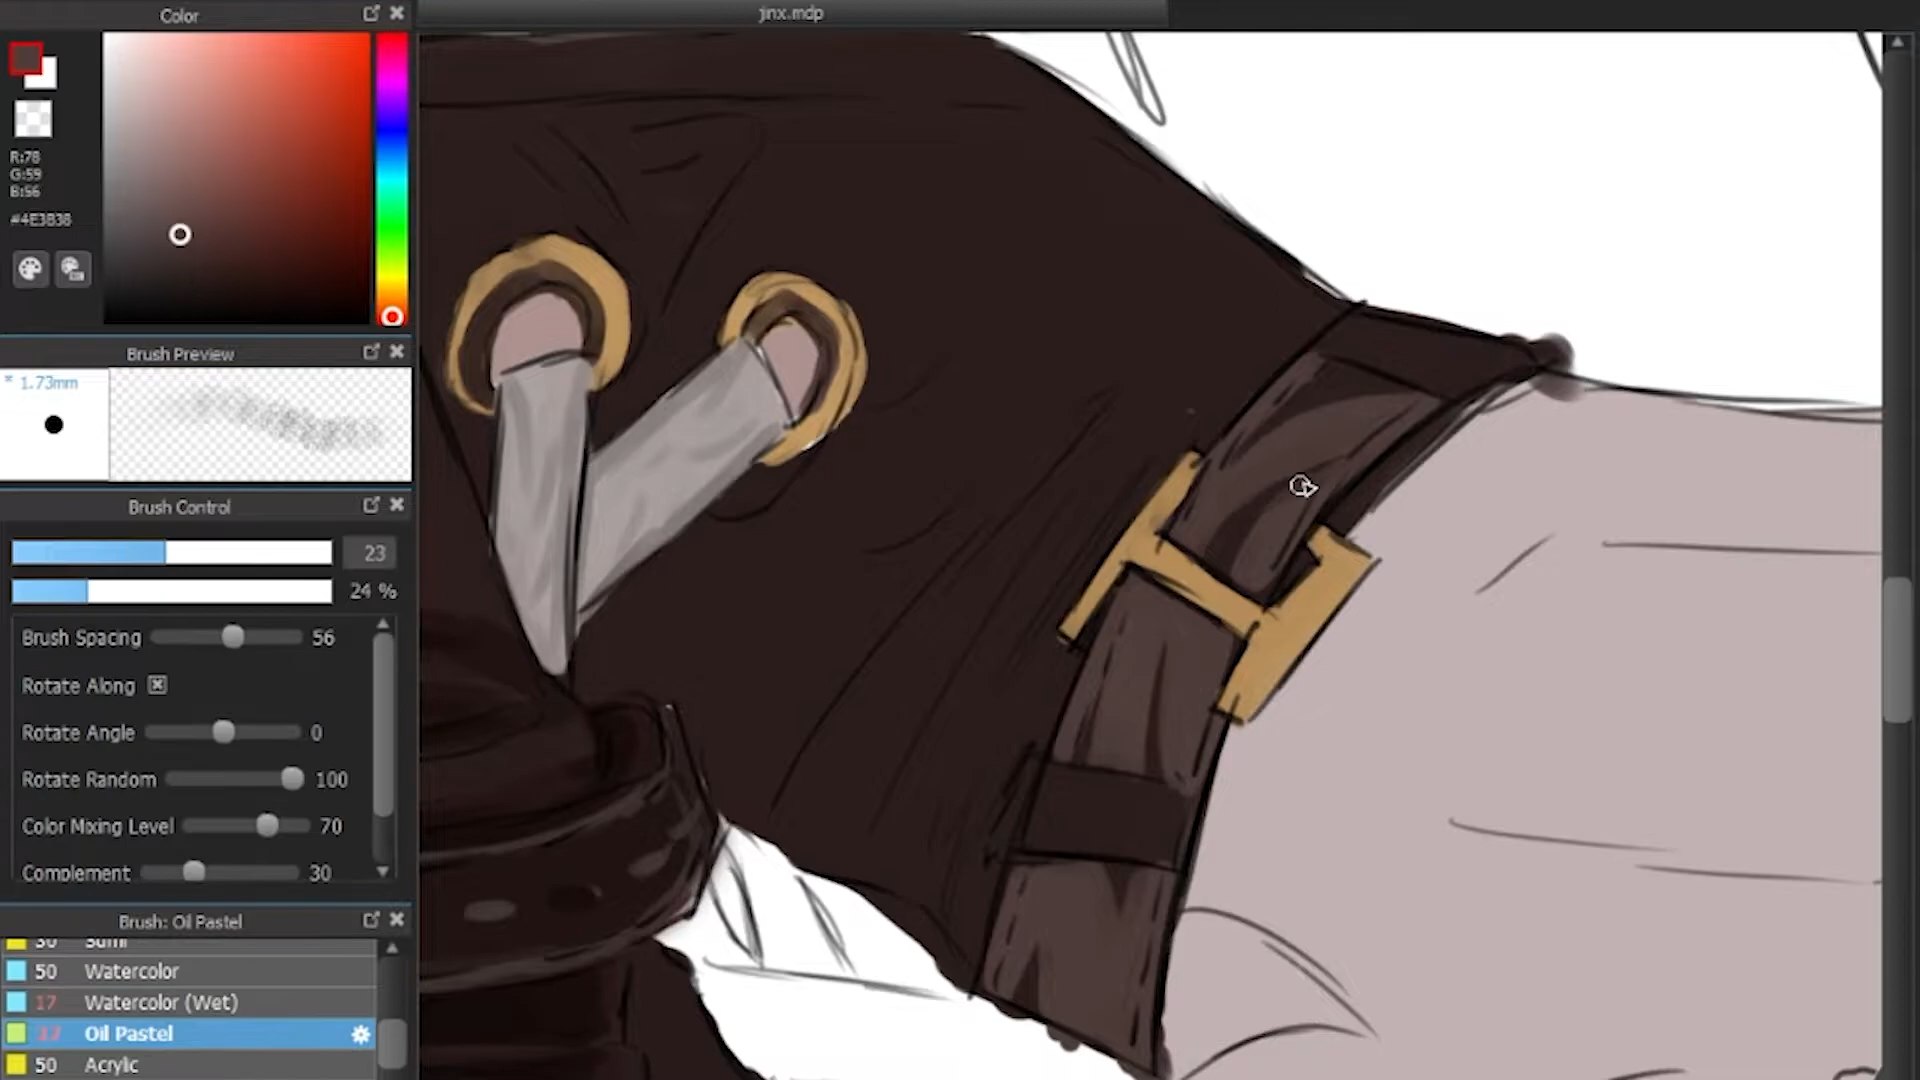 Color
jinx.mdp
R:78
G:59
B:56
#4E3B38
Brush Preview
* 1.73mm
Brush Control
23
24 %
Brush Spacing 56
Rotate Along
Rotate Angle 0
Rotate Random 100
Color Mixing Level 70
Complement 30
Brush: Oil Pastel
30 Sumi
50 Watercolor
17 Watercolor (Wet)
Oil Pastel
50 Acrylic